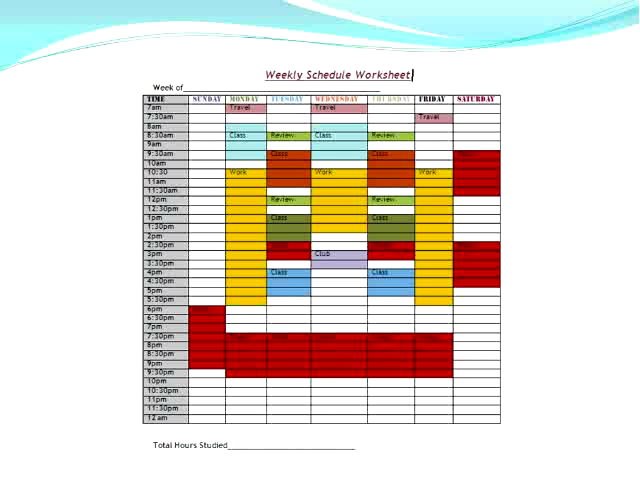 Weekly Schedule Worksheet
Week of
TIME SUNDAY MONDAY TUESDAY WEDNESDAY THURSDAY FRIDAY SATURDAY
7am Travel Travel
7:30am Travel
8am
8:30am Class Review Class Review
9am
9:30am Class Class
10am
10:30 Work Work Work
11am
11:30am
12pm Review Review
12:30pm
1pm Class Class
1:30pm
2pm
2:30pm
3pm Club
3:30pm
4pm Class Class
4:30pm
5pm
5:30pm
6pm
6:30pm
7pm
7:30pm
8pm
8:30pm
9pm
9:30pm
10pm
10:30pm
11pm
11:30pm
12 am
Total Hours Studied